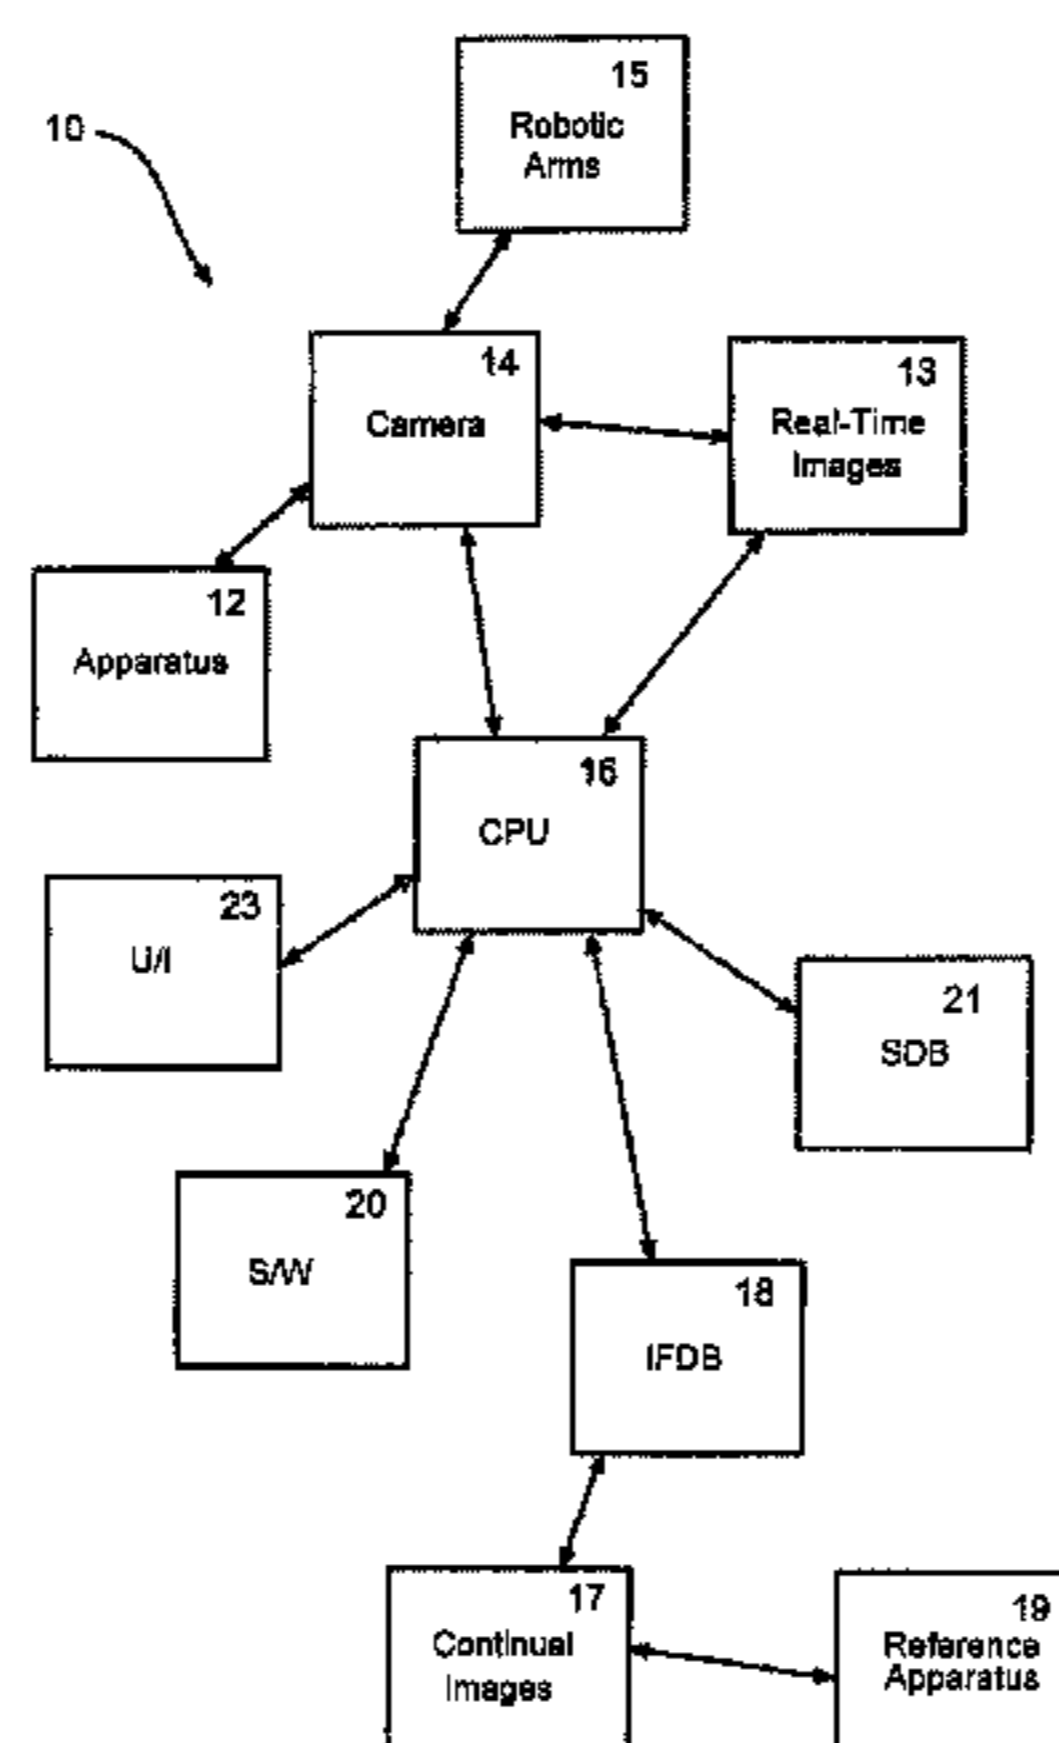 15
Robotic
Arms
10
14
Camera
13
Real-Time
Images
12
Apparatus
16
CPU
23
U/I
21
SDB
20
S/W
18
IFDB
17
Continual
Images
19
Reference
Apparatus